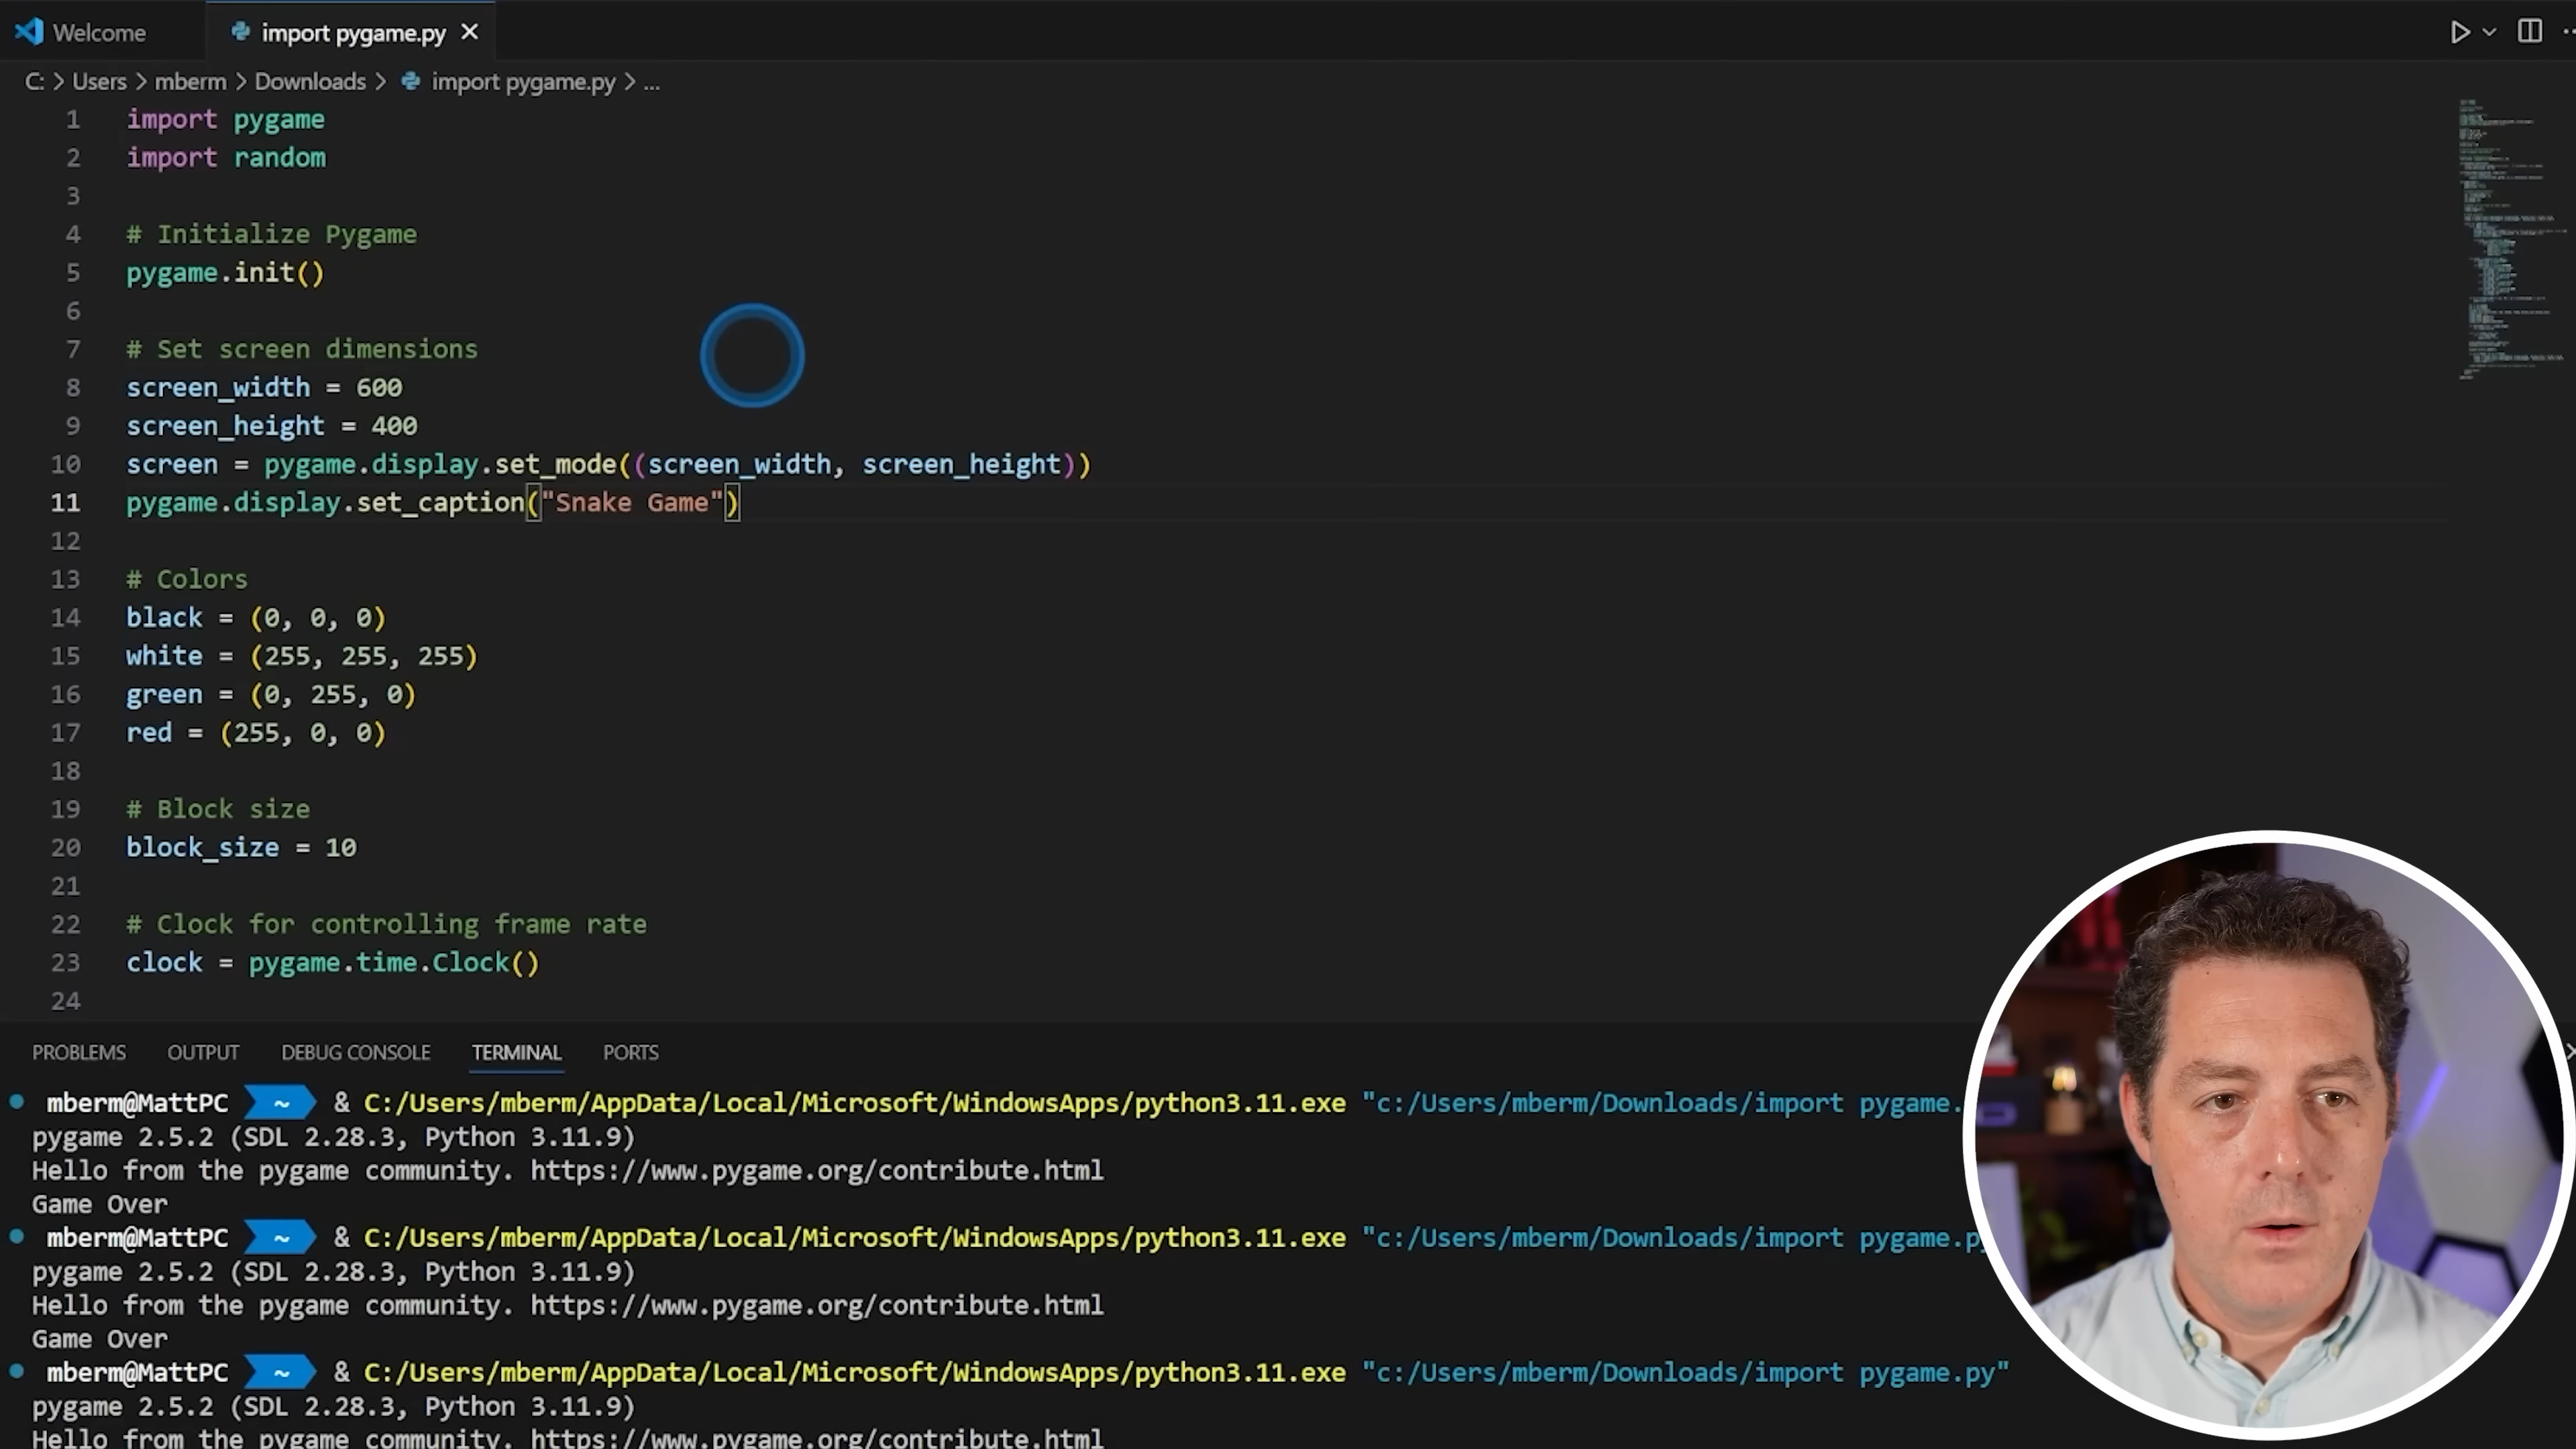 Welcome
import pygame.py
C: > Users > mberm > Downloads > import pygame.py > ...
1 import pygame
2 import random
3
4 # Initialize Pygame
5 pygame.init()
6
7 # Set screen dimensions
8 screen_width = 600
9 screen_height = 400
10 screen = pygame.display.set_mode((screen_width, screen_height))
11 pygame.display.set_caption("Snake Game")
12
13 # Colors
14 black = (0, 0, 0)
15 white = (255, 255, 255)
16 green = (0, 255, 0)
17 red = (255, 0, 0)
18
19 # Block size
20 block_size = 10
21
22 # Clock for controlling frame rate
23 clock = pygame.time.Clock()
24
PROBLEMS OUTPUT DEBUG CONSOLE TERMINAL PORTS
mberm@MattPC ~ & C:/Users/mberm/AppData/Local/Microsoft/WindowsApps/python3.11.exe "c:/Users/mberm/Downloads/import pygame.
pygame 2.5.2 (SDL 2.28.3, Python 3.11.9)
Hello from the pygame community. https://www.pygame.org/contribute.html
Game Over
mberm@MattPC ~ & C:/Users/mberm/AppData/Local/Microsoft/WindowsApps/python3.11.exe "c:/Users/mberm/Downloads/import pygame.py
pygame 2.5.2 (SDL 2.28.3, Python 3.11.9)
Hello from the pygame community. https://www.pygame.org/contribute.html
Game Over
mberm@MattPC ~ & C:/Users/mberm/AppData/Local/Microsoft/WindowsApps/python3.11.exe "c:/Users/mberm/Downloads/import pygame.py"
pygame 2.5.2 (SDL 2.28.3, Python 3.11.9)
Hello from the pygame community. https://www.pygame.org/contribute.html